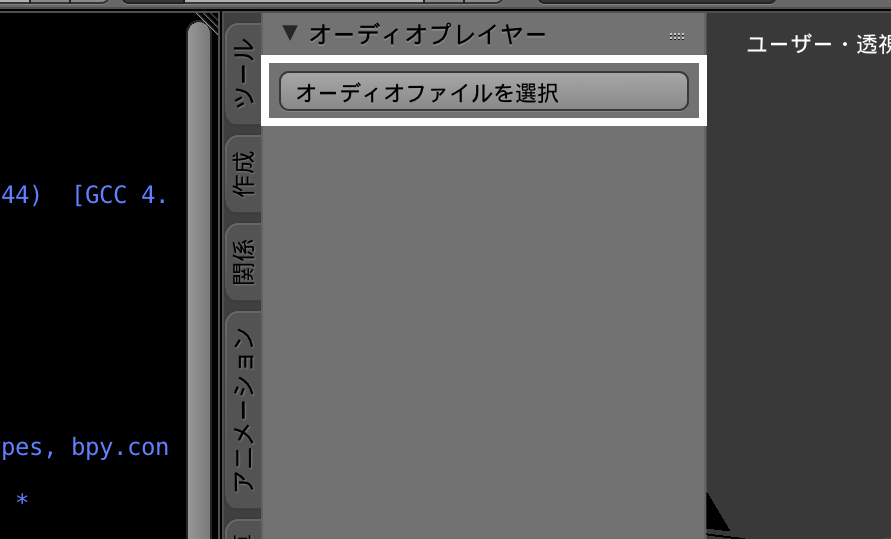 オーディオプレイヤー
オーディオファイルを選択
ツール
作成
関係
アニメーション
ユーザー・透視
44)  [GCC 4.
pes, bpy.con
*